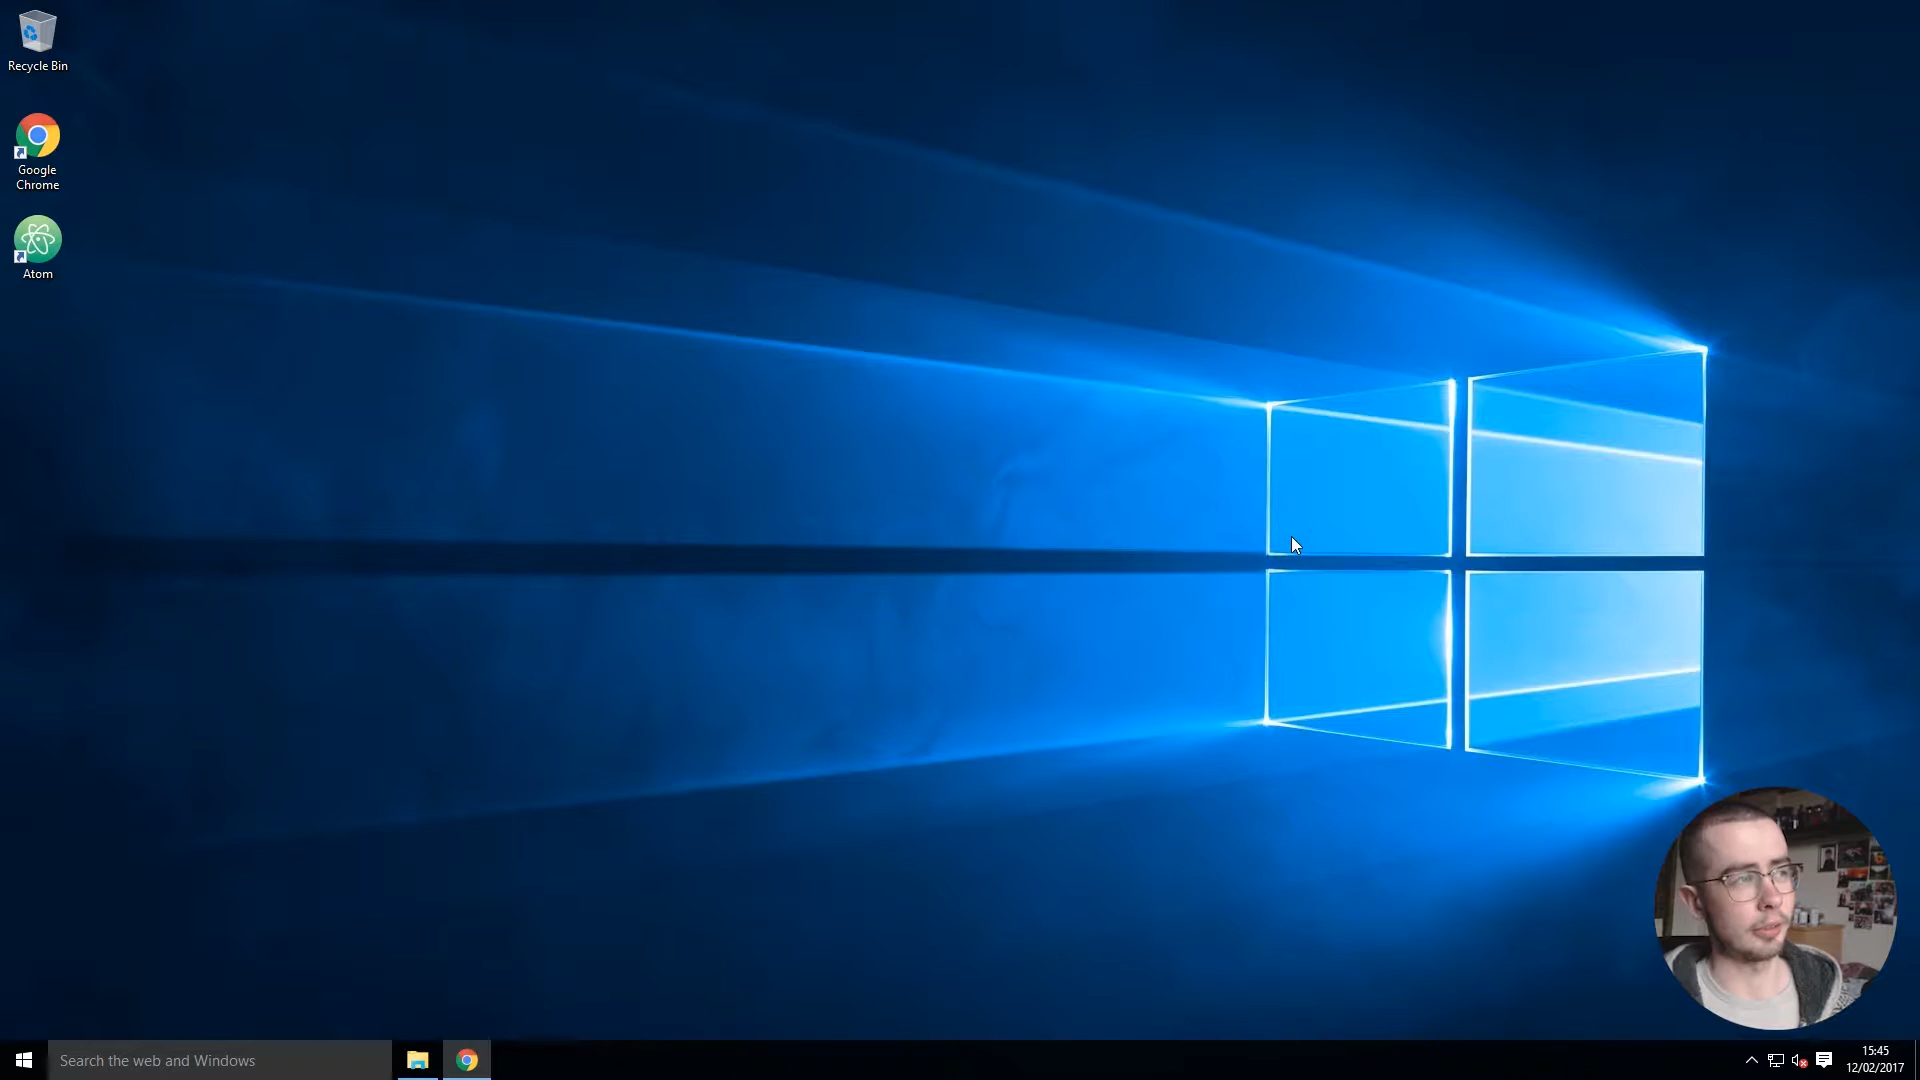 Recycle Bin
Google
Chrome
Atom
Search the web and Windows
15:45
12/02/2017